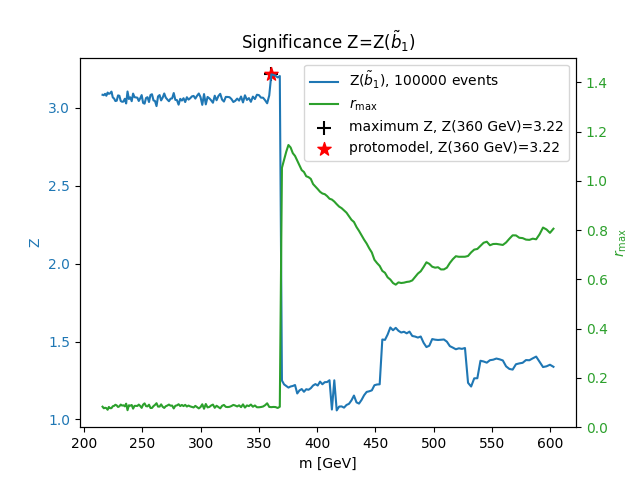 Significance Z=Z(b̃₁)
Z(b̃₁), 100000 events
r_max
maximum Z, Z(360 GeV)=3.22
protomodel, Z(360 GeV)=3.22
3.0
2.5
2.0
1.5
1.0
Z
1.4
1.2
1.0
0.8
0.6
0.4
0.2
0.0
r_max
200 250 300 350 400 450 500 550 600
m [GeV]